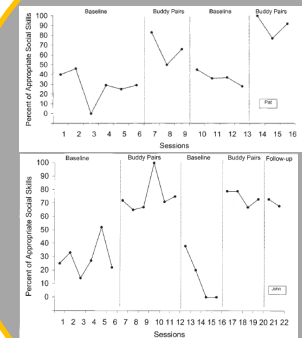 Baseline Buddy Pairs Baseline Buddy Pairs
Percent of Appropriate Social Skills
100
90
80
70
60
50
40
30
20
10
0
Pat
1 2 3 4 5 6 7 8 9 10 11 12 13 14 15 16
Sessions
Baseline Buddy Pairs Baseline Buddy Pairs Follow-up
Percent of Appropriate Social Skills
100
90
80
70
60
50
40
30
20
10
0
John
1 2 3 4 5 6 7 8 9 10 11 12 13 14 15 16 17 18 19 20 21 22
Sessions